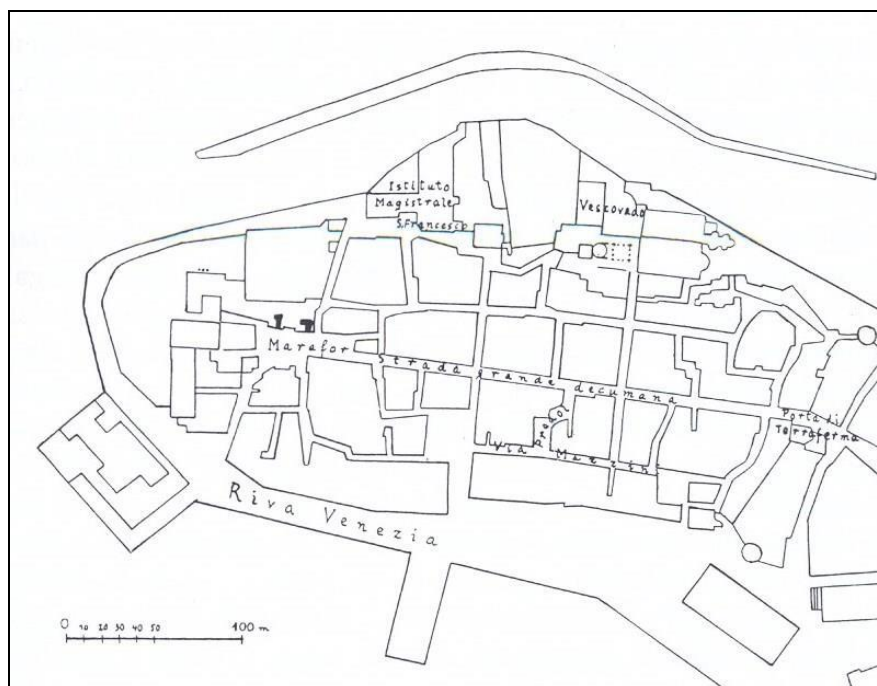 Istituto
Magistrale
S.Francesco
Vescovado
Marafor
Strada grande decumana
Porta di
Terraferma
Via Mazzini
Riva Venezia
0 10 20 30 40 50 100 m